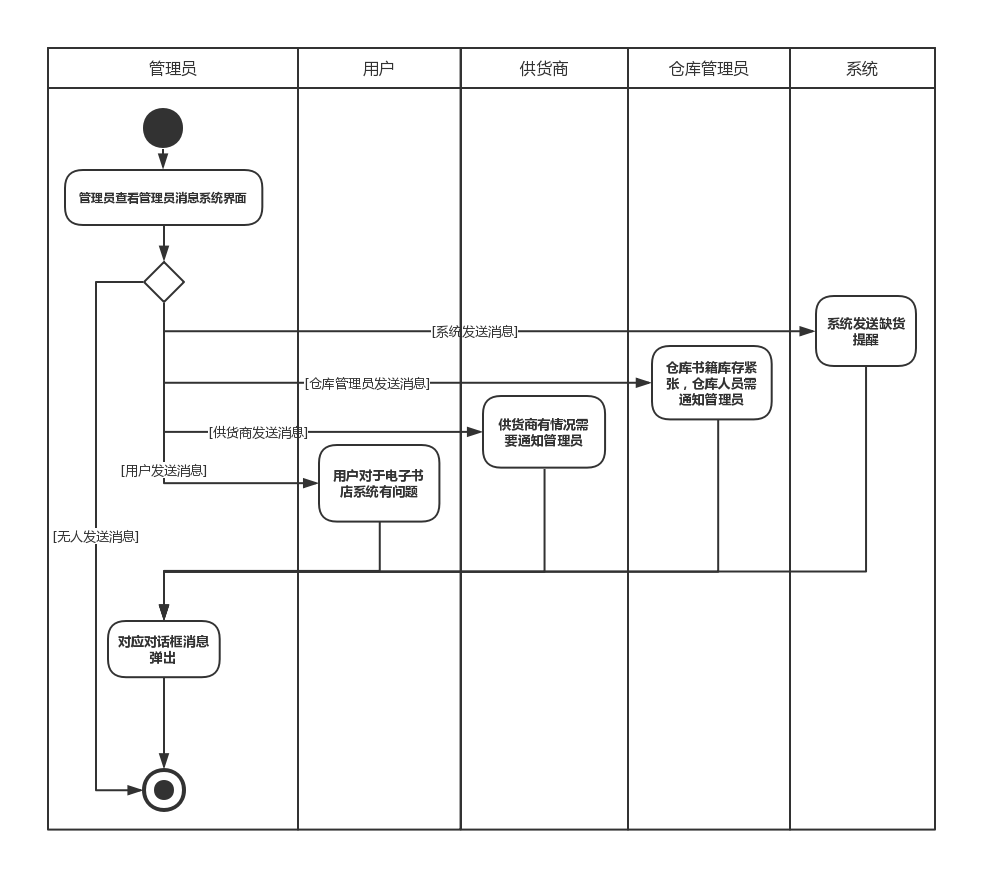 管理员
用户
供货商
仓库管理员
系统
管理员查看管理员消息系统界面
[系统发送消息]
系统发送缺货
提醒
[仓库管理员发送消息]
仓库书籍库存紧
张，仓库人员需
通知管理员
[供货商发送消息]
供货商有情况需
要通知管理员
[用户发送消息]
用户对于电子书
店系统有问题
[无人发送消息]
对应对话框消息
弹出